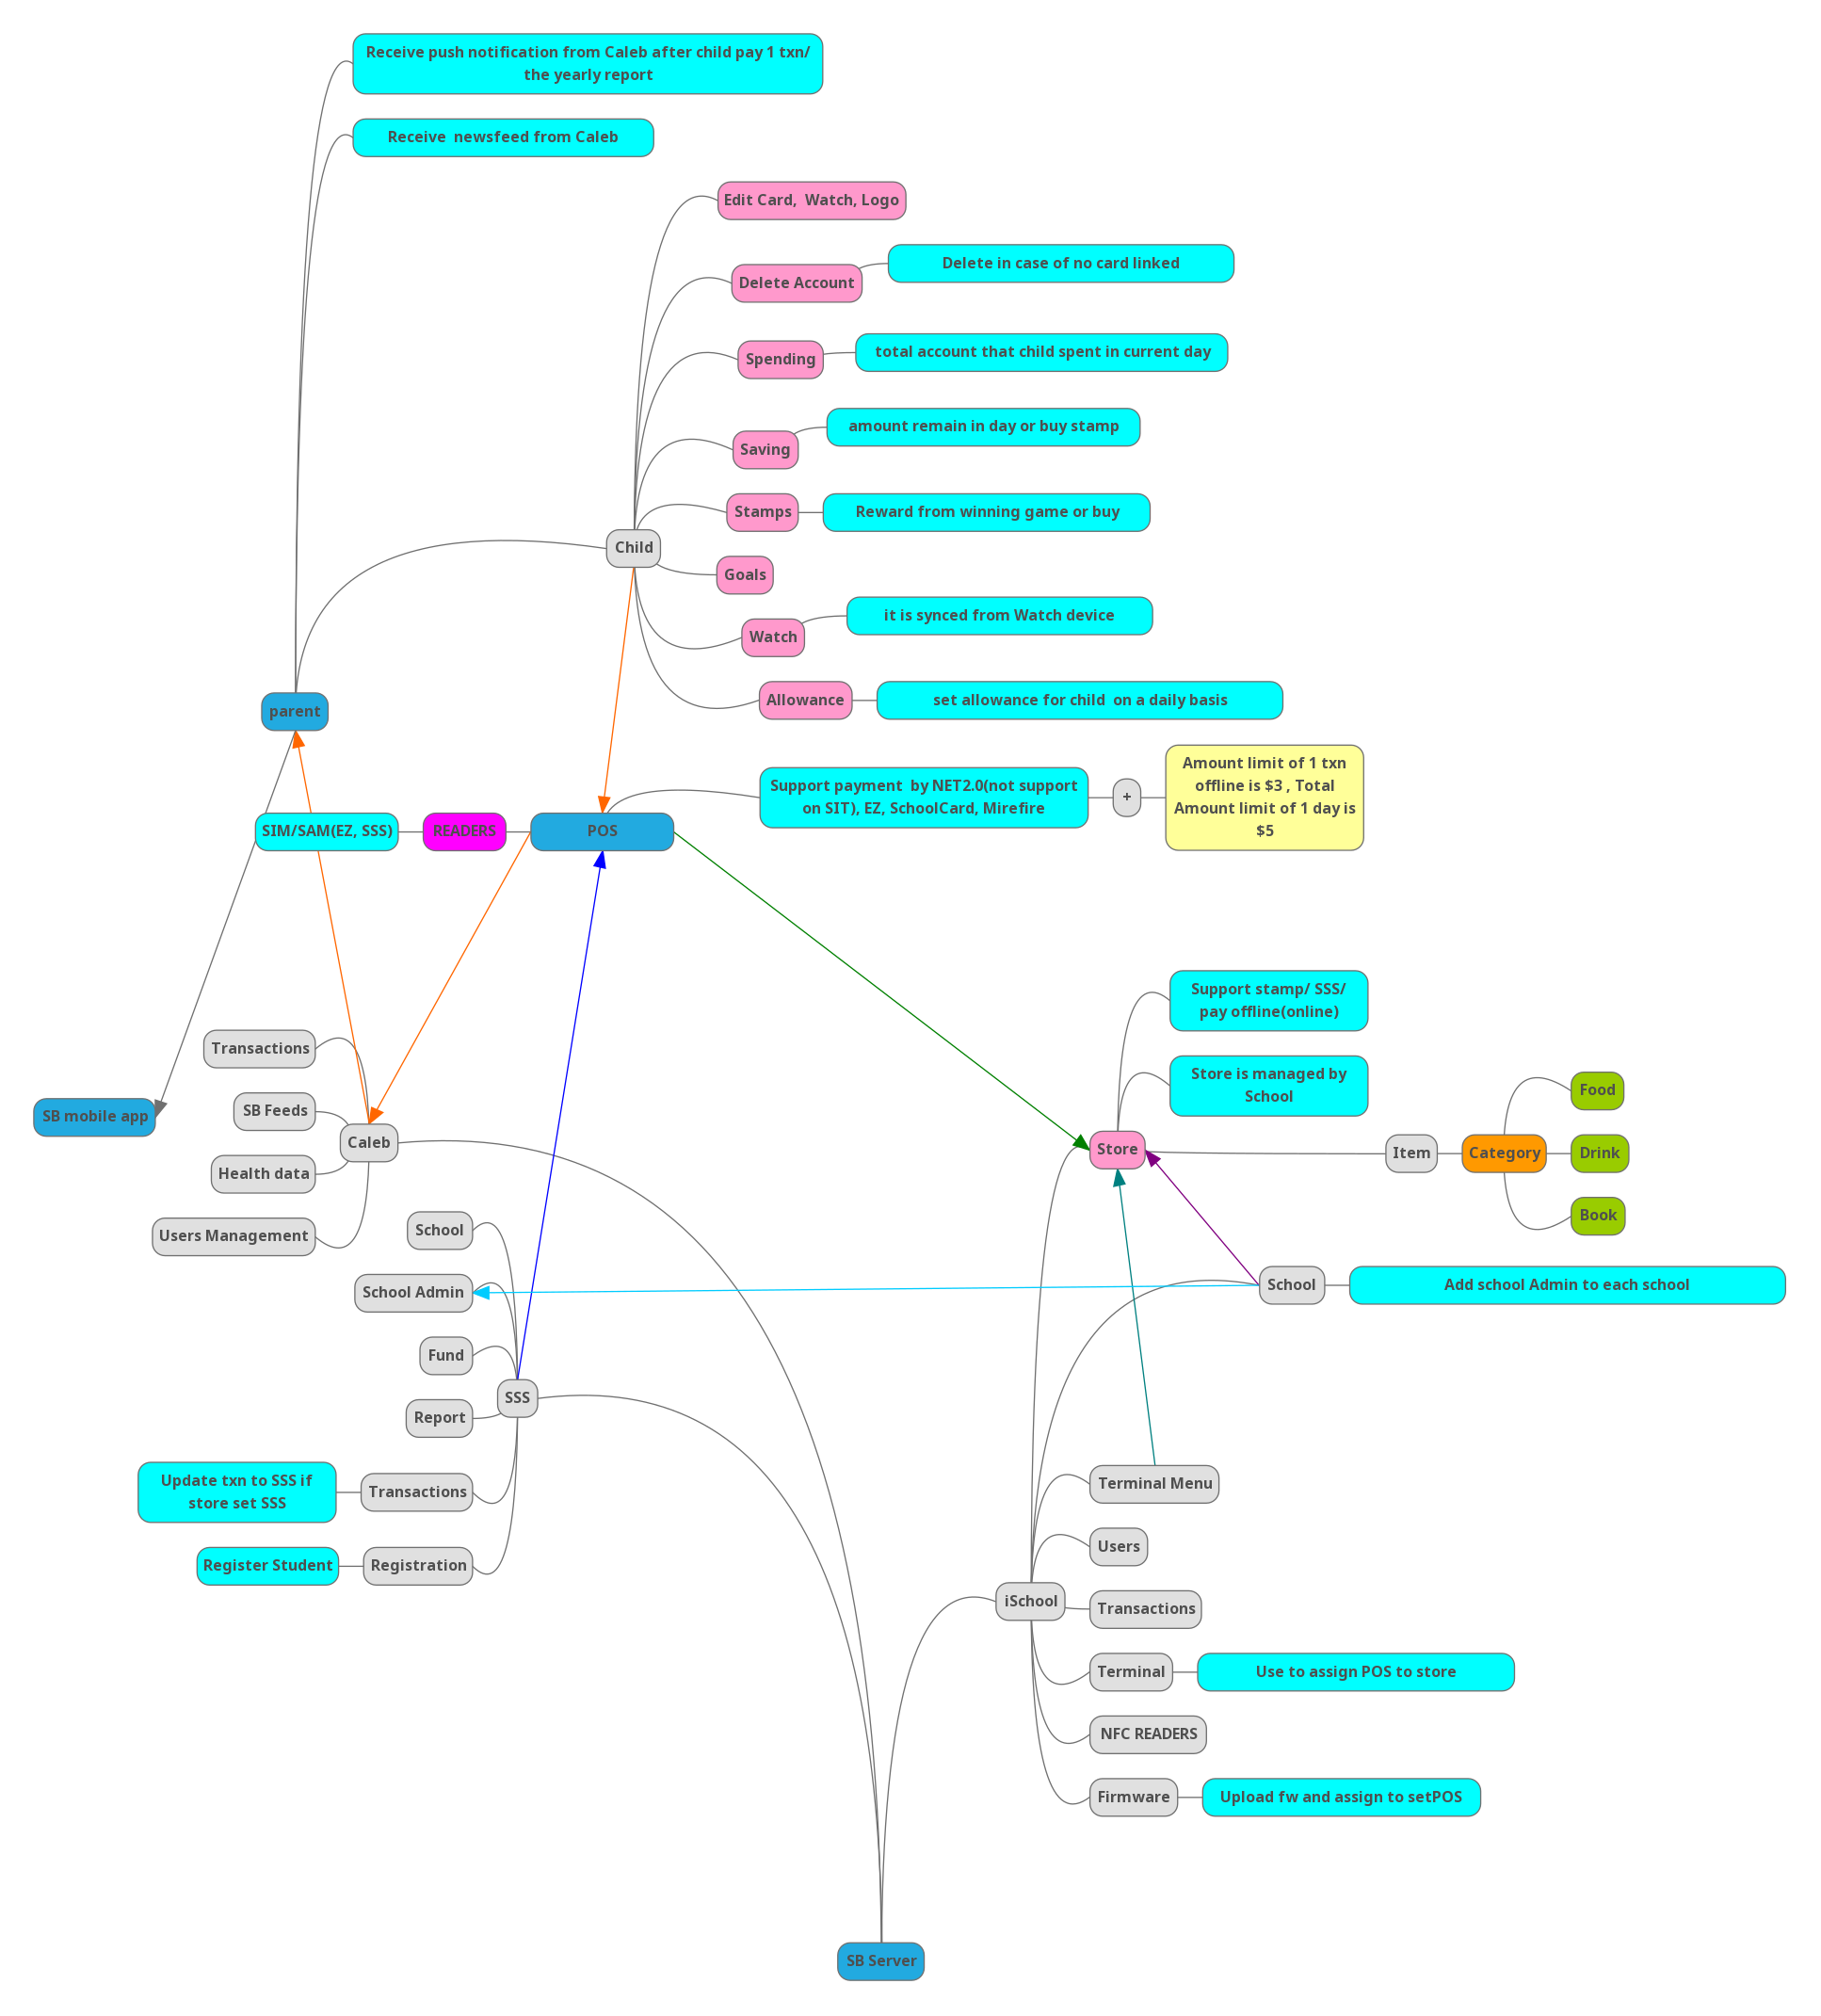 Receive push notification from Caleb after child pay 1 txn/
the yearly report
Receive  newsfeed from Caleb
Edit Card,  Watch, Logo
Delete in case of no card linked
Delete Account
total account that child spent in current day
Spending
amount remain in day or buy stamp
Saving
Stamps
Reward from winning game or buy
Child
Goals
it is synced from Watch device
Watch
Allowance
set allowance for child  on a daily basis
parent
Support payment  by NET2.0(not support
on SIT), EZ, SchoolCard, Mirefire
+
Amount limit of 1 txn
offline is $3 , Total
Amount limit of 1 day is
$5
SIM/SAM(EZ, SSS)
READERS
POS
Support stamp/ SSS/
pay offline(online)
Transactions
Store is managed by
School
Food
SB Feeds
SB mobile app
Caleb
Store
Item
Category
Drink
Health data
Book
Users Management
School
School Admin
School
Add school Admin to each school
Fund
SSS
Report
Update txn to SSS if
store set SSS
Transactions
Terminal Menu
Users
Register Student
Registration
iSchool
Transactions
Terminal
Use to assign POS to store
NFC READERS
Firmware
Upload fw and assign to setPOS
SB Server